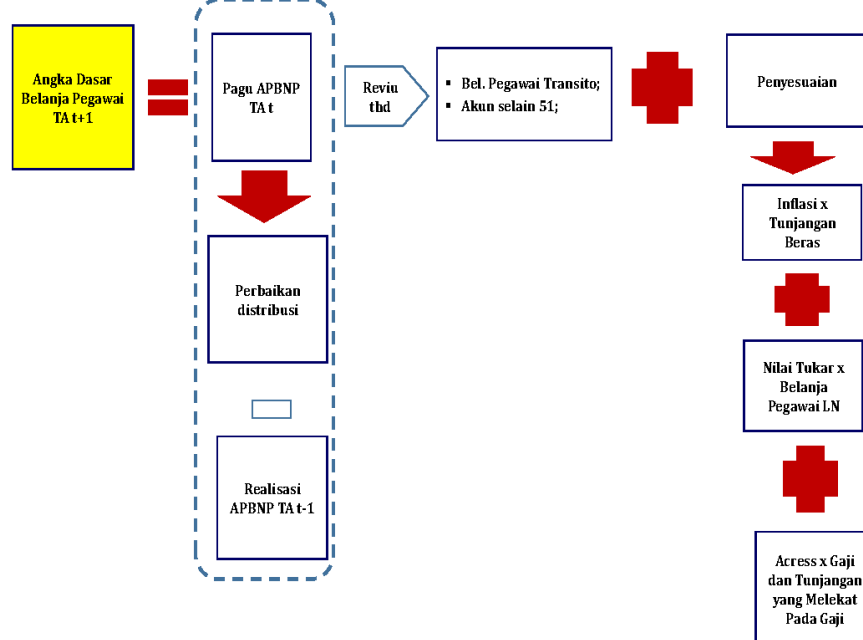 Angka Dasar
Belanja Pegawai
TA t+1
Pagu APBNP
TA t
Reviu
thd
▪ Bel. Pegawai Transito;
▪ Akun selain 51;
Penyesuaian
Perbaikan
distribusi
Realisasi
APBNP TA t-1
Inflasi x
Tunjangan
Beras
Nilai Tukar x
Belanja
Pegawai LN
Acress x Gaji
dan Tunjangan
yang Melekat
Pada Gaji